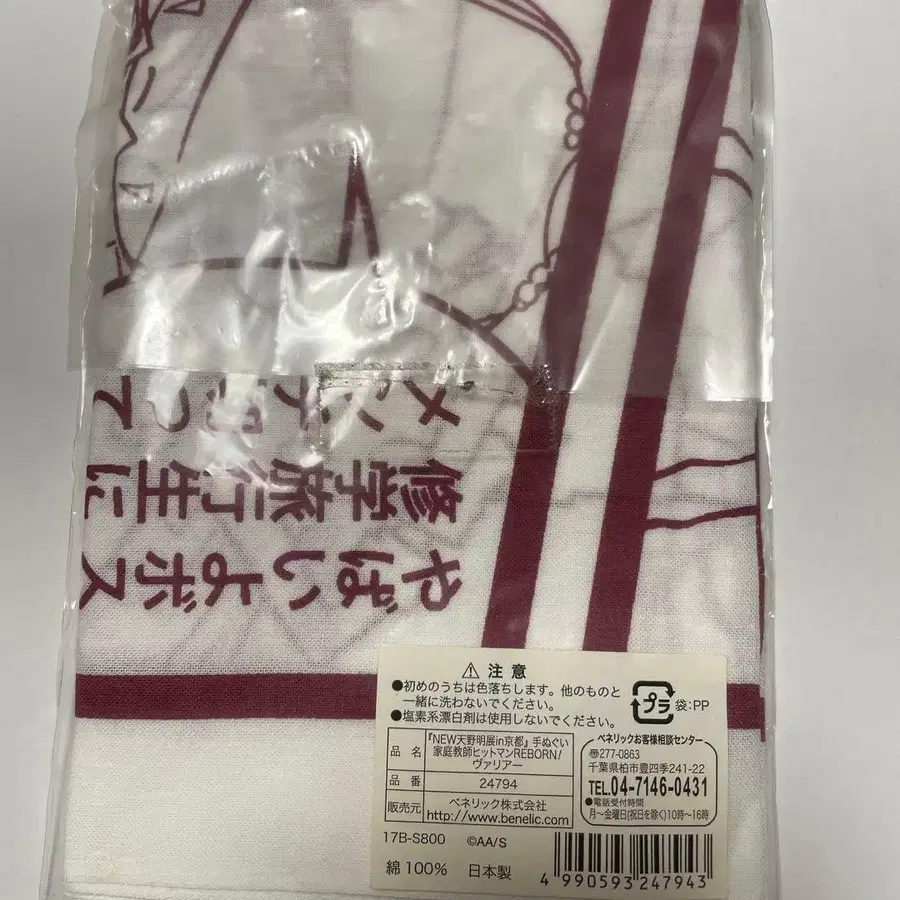 やばいよボス
修学旅行生に
メンチ切って
⚠ 注意
●初めのうちは色落ちします。他のものと
一緒に洗わないでください。
●塩素系漂白剤は使用しないでください。
プラ 袋:PP
品名 『NEW天野明展in京都』手ぬぐい
家庭教師ヒットマンREBORN!
ヴァリアー
品番 24794
販売元 ベネリック株式会社
http://www.benelic.com
17B-S800 ©AA/S
綿100% 日本製
ベネリックお客様相談センター
〠277-0863
千葉県柏市豊四季241-22
TEL.04-7146-0431
●電話受付時間
月～金曜日(祝日を除く)10時～16時
4 990593 247943